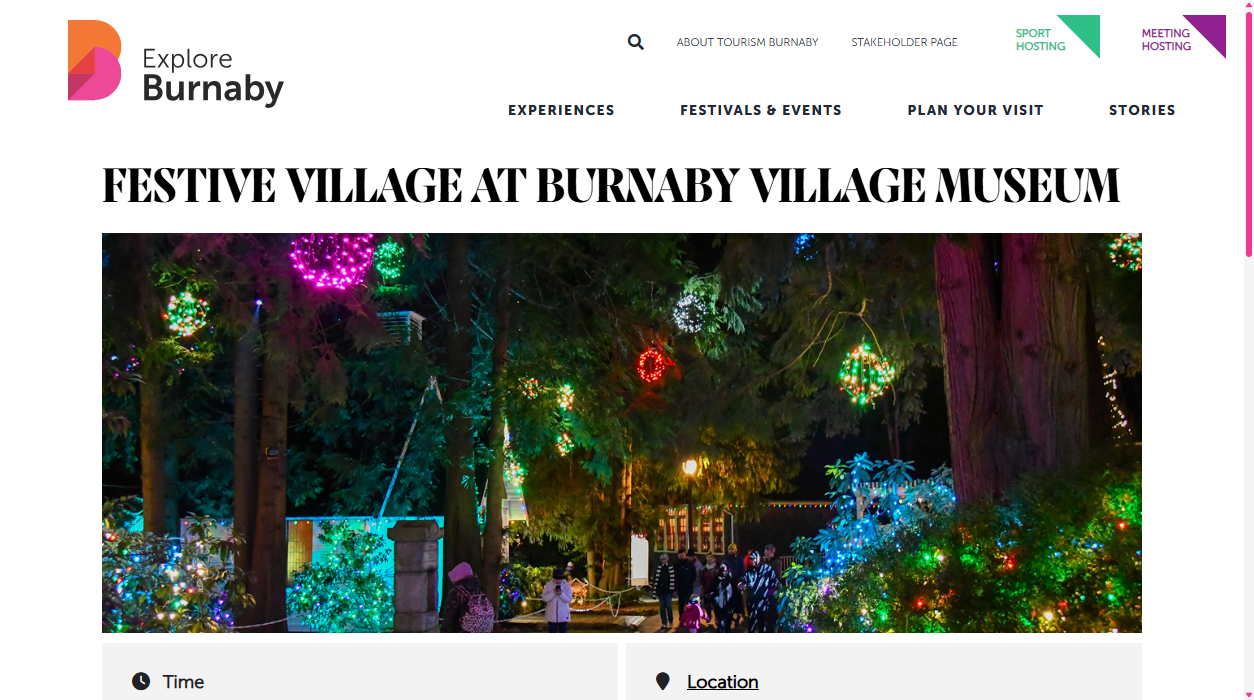 Explore
Burnaby
ABOUT TOURISM BURNABY
STAKEHOLDER PAGE
SPORT
HOSTING
MEETING
HOSTING
EXPERIENCES
FESTIVALS & EVENTS
PLAN YOUR VISIT
STORIES
FESTIVE VILLAGE AT BURNABY VILLAGE MUSEUM
Time
Location